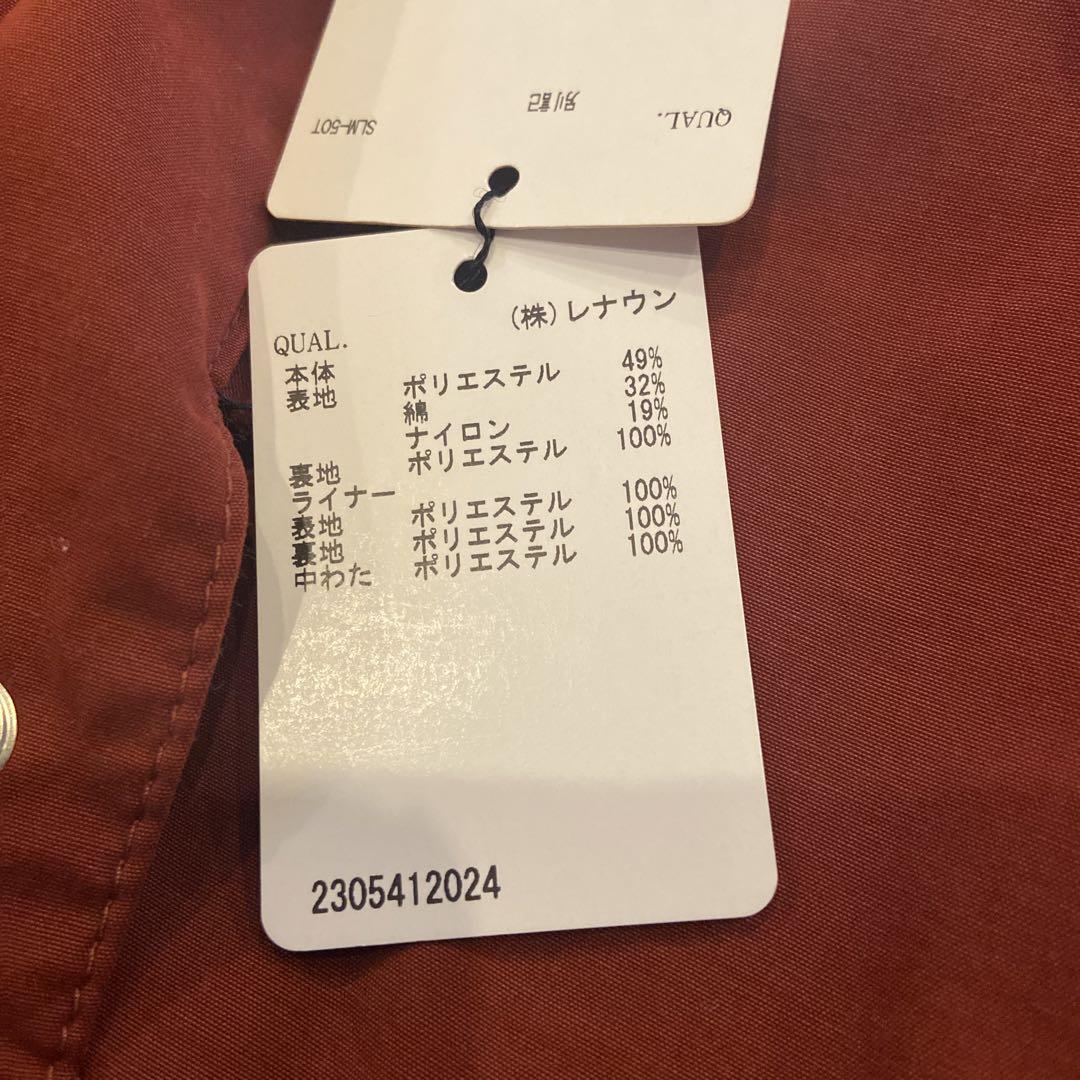 QUAL. 別記 SLM-50T
(株)レナウン
QUAL.
本体
表地 ポリエステル 49%
綿 32%
ナイロン 19%
裏地 ポリエステル 100%
ライナー
表地 ポリエステル 100%
裏地 ポリエステル 100%
中わた ポリエステル 100%
2305412024